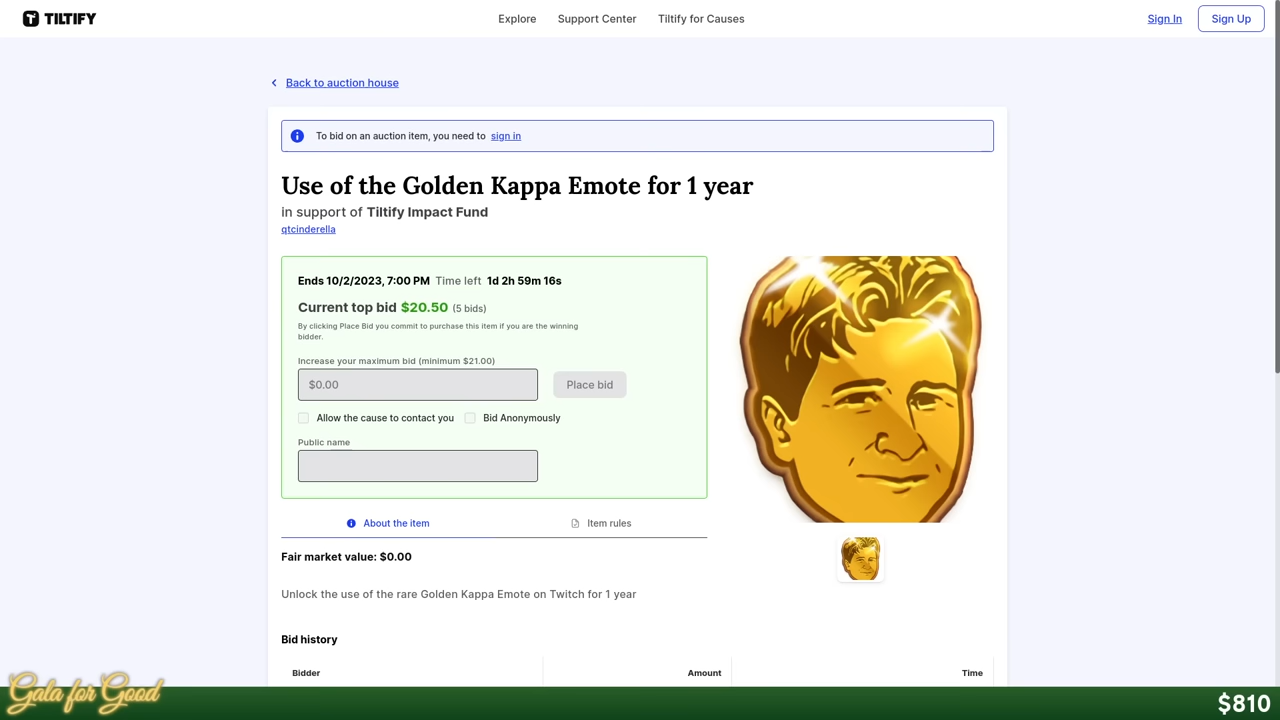 TILTIFY
Explore
Support Center
Tiltify for Causes
Sign In
Sign Up
Back to auction house
To bid on an auction item, you need to sign in
Use of the Golden Kappa Emote for 1 year
in support of Tiltify Impact Fund
qtcinderella
Ends 10/2/2023, 7:00 PM Time left 1d 2h 59m 16s
Current top bid $20.50 (5 bids)
By clicking Place Bid you commit to purchase this item if you are the winning
bidder.
Increase your maximum bid (minimum $21.00)
$0.00
Place bid
Allow the cause to contact you
Bid Anonymously
Public name
About the item
Item rules
Fair market value: $0.00
Unlock the use of the rare Golden Kappa Emote on Twitch for 1 year
Bid history
Bidder
Amount
Time
Gala for Good
$810